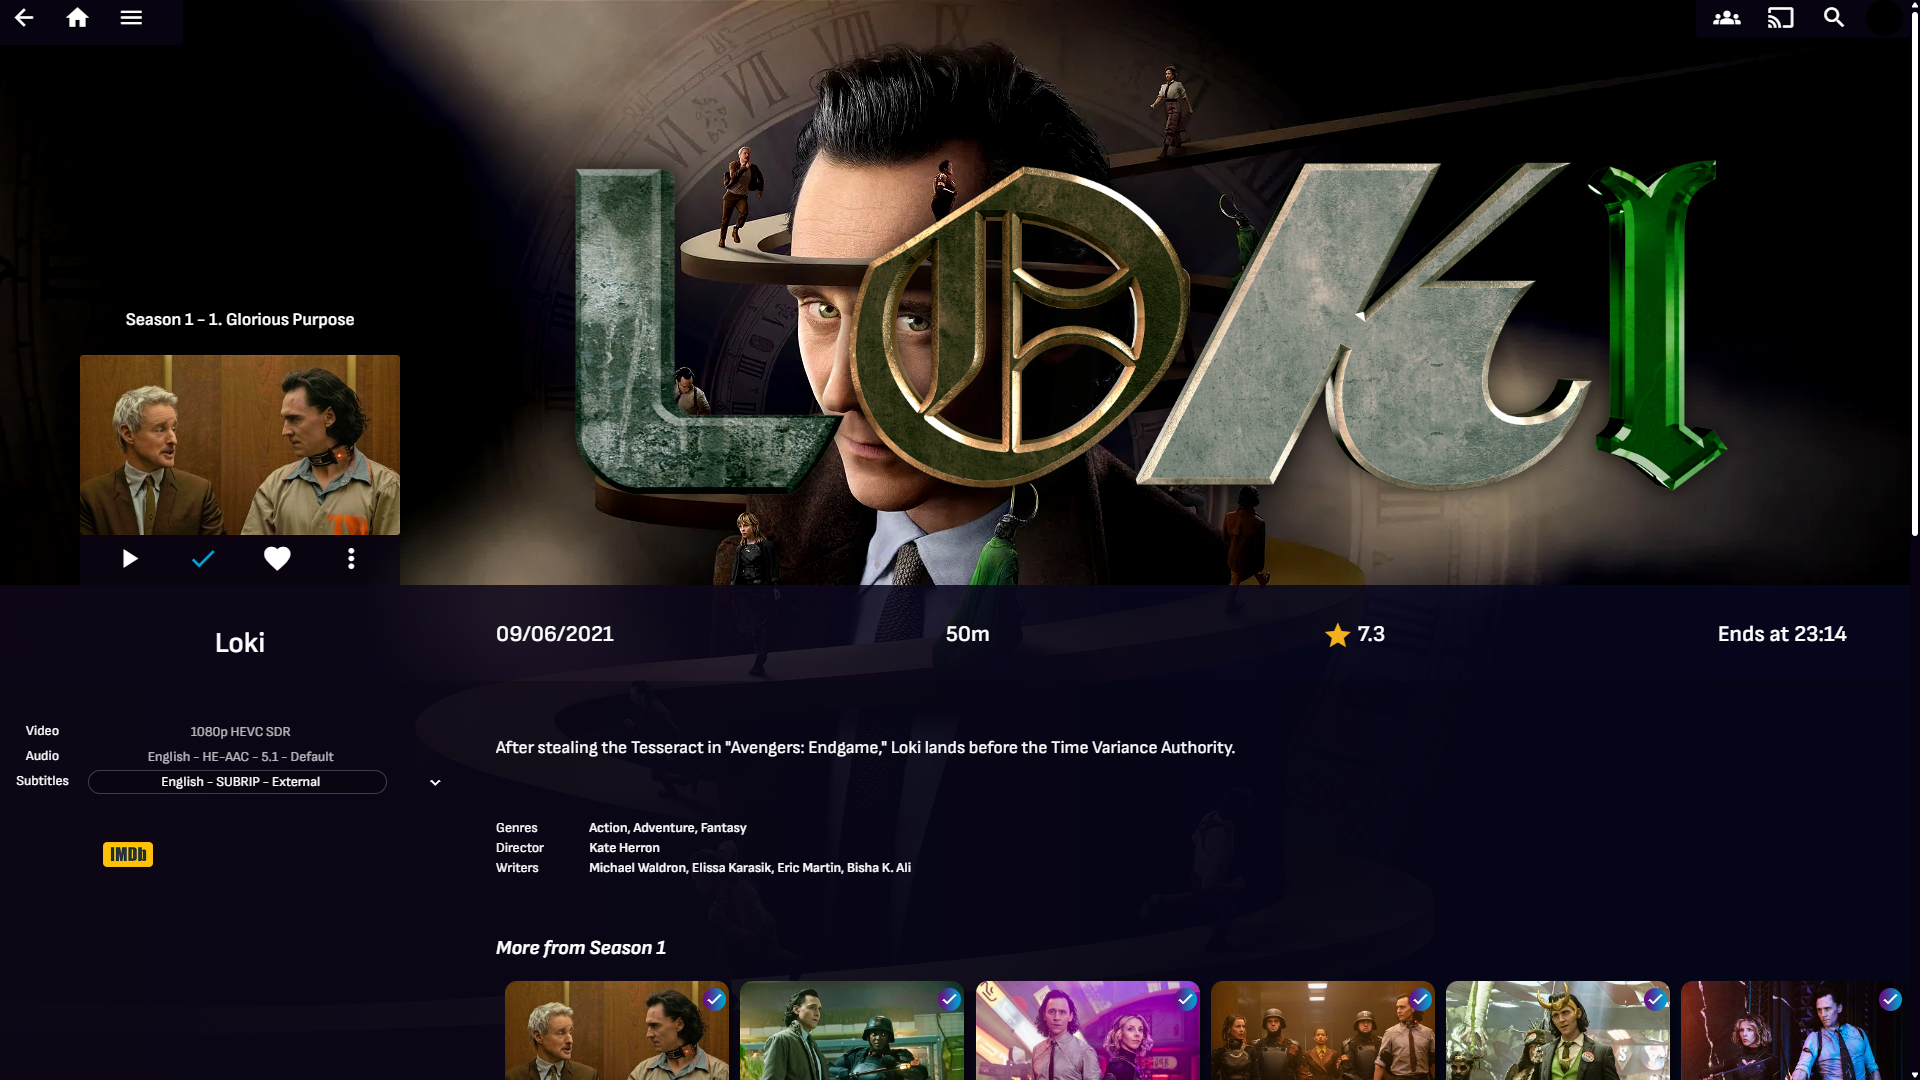 LOKI
Season 1 - 1. Glorious Purpose
Loki
09/06/2021
50m
7.3
Ends at 23:14
Video
1080p HEVC SDR
Audio
English - HE-AAC - 5.1 - Default
Subtitles
English - SUBRIP - External
IMDb
After stealing the Tesseract in "Avengers: Endgame," Loki lands before the Time Variance Authority.
Genres
Action, Adventure, Fantasy
Director
Kate Herron
Writers
Michael Waldron, Elissa Karasik, Eric Martin, Bisha K. Ali
More from Season 1